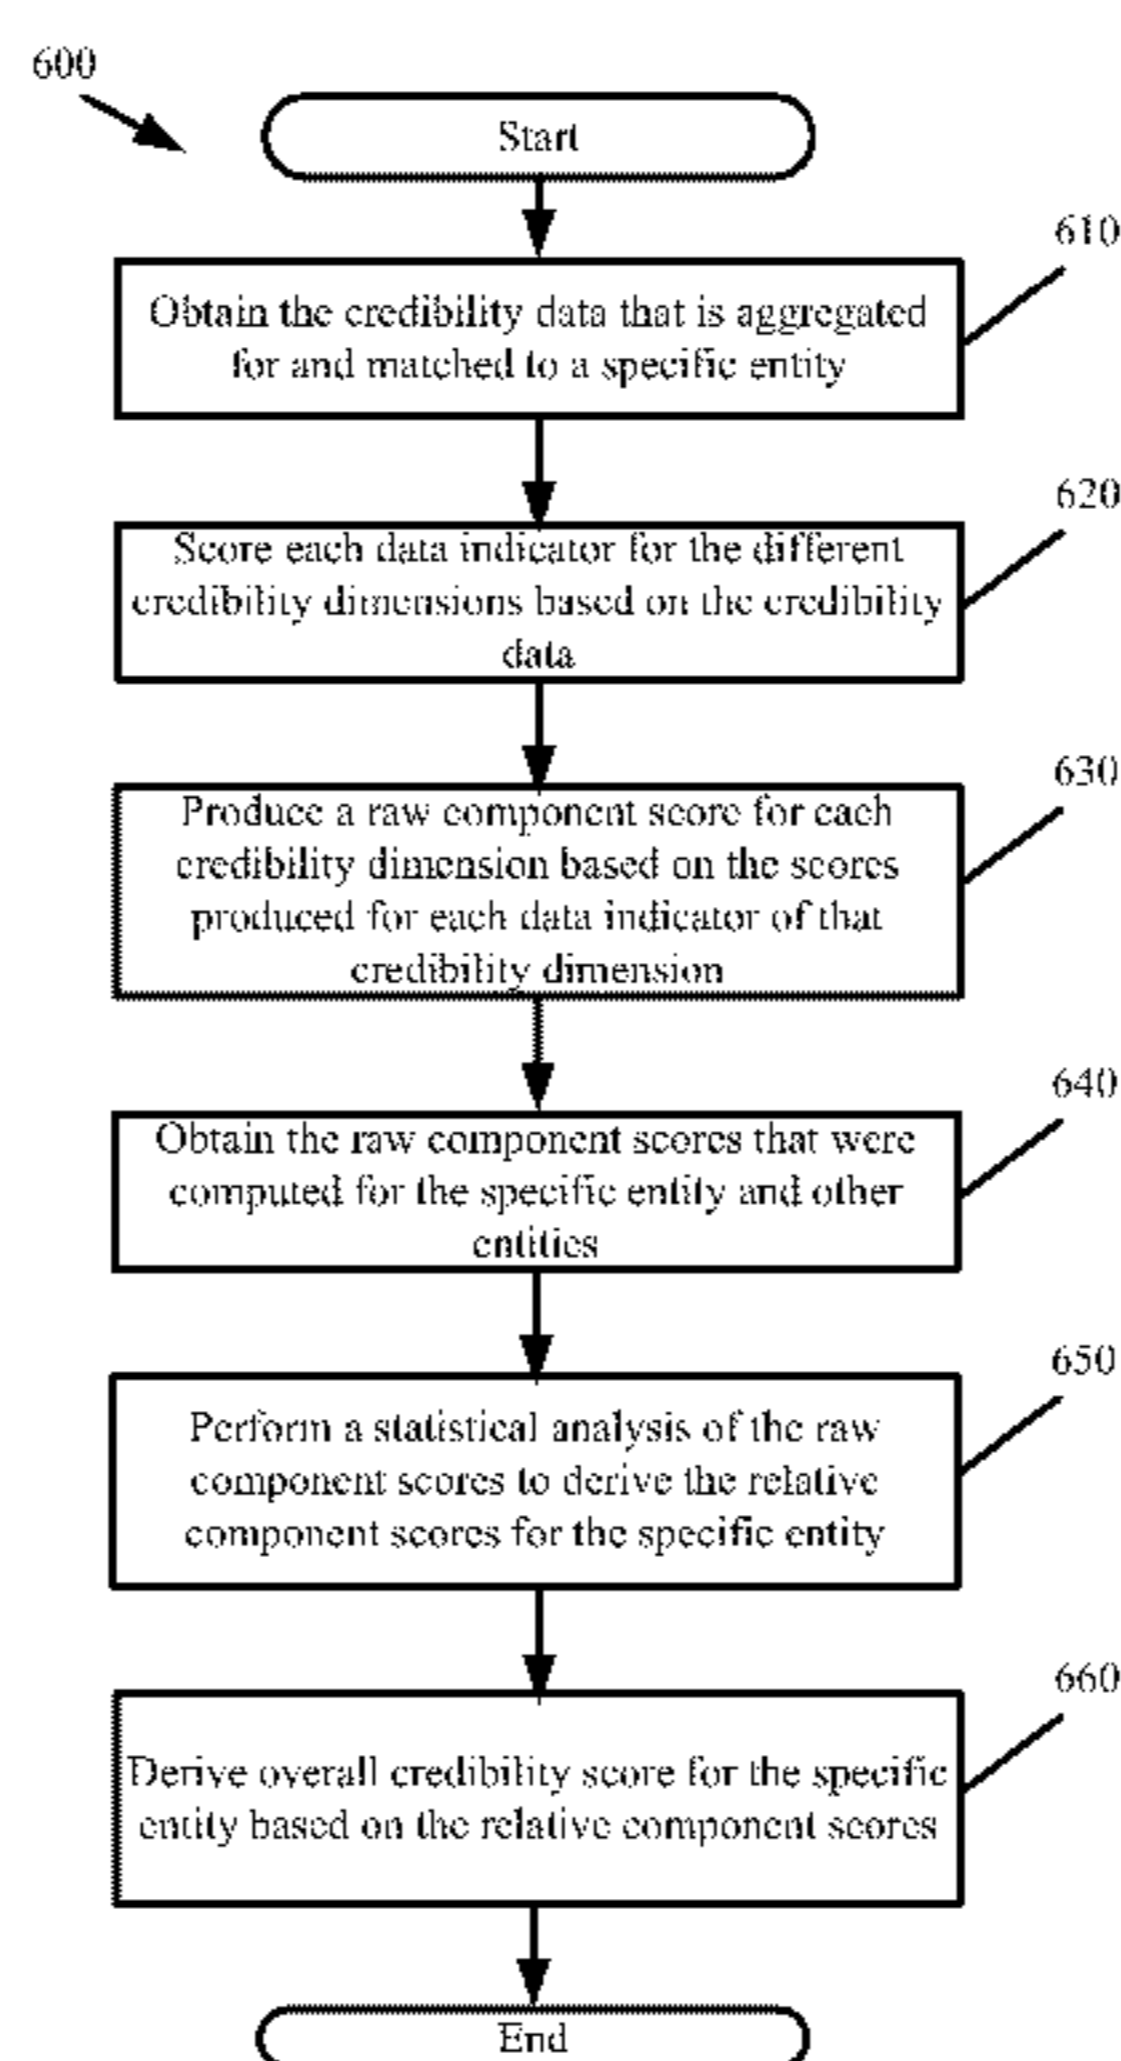 600
Start
610
Obtain the credibility data that is aggregated
for and matched to a specific entity
620
Score each data indicator for the different
credibility dimensions based on the credibility
data
630
Produce a raw component score for each
credibility dimension based on the scores
produced for each data indicator of that
credibility dimension
640
Obtain the raw component scores that were
computed for the specific entity and other
entities
650
Perform a statistical analysis of the raw
component scores to derive the relative
component scores for the specific entity
660
Derive overall credibility score for the specific
entity based on the relative component scores
End